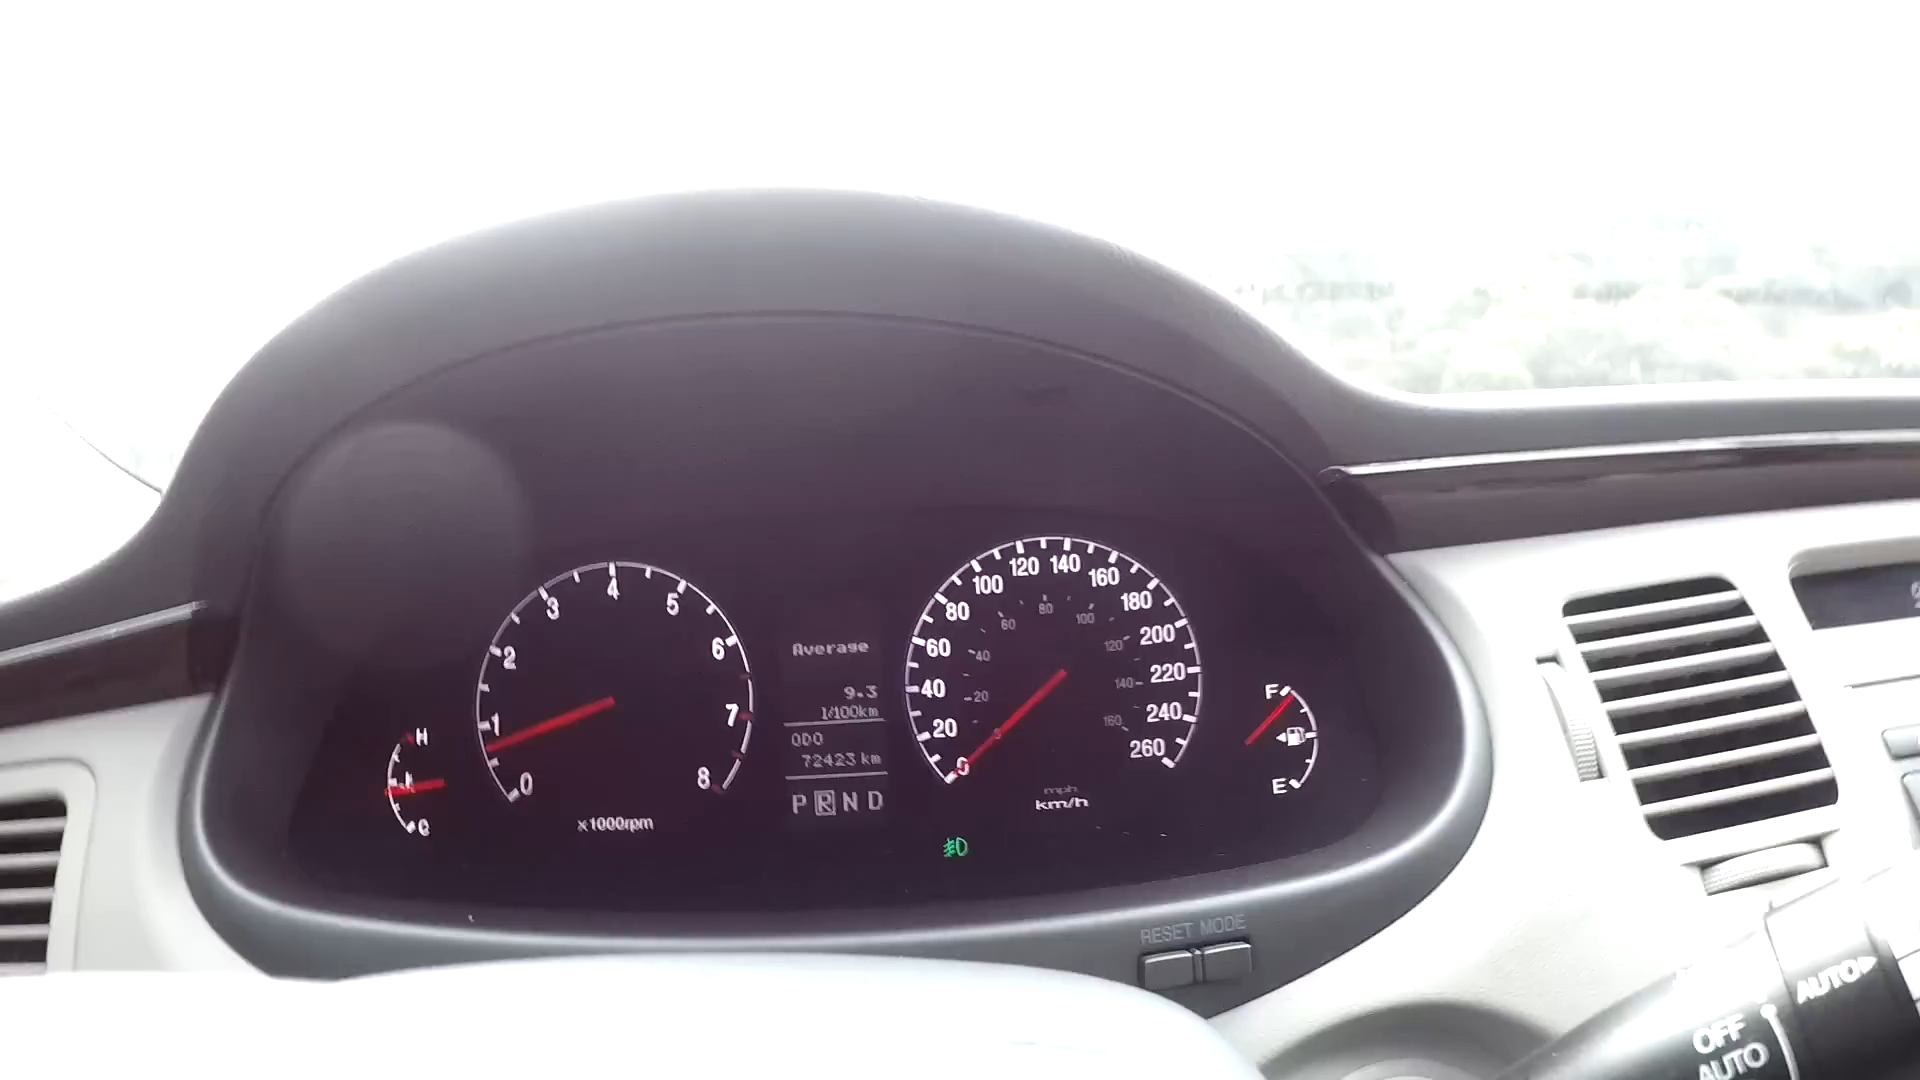 4
3
5
2
6
1
7
0
8
x1000rpm
H
C
Average
9.3
l/100km
ODO
72423 km
P R N D
120
140
100
160
80
180
60
200
40
220
20
240
0
260
80
60
100
40
120
20
140
160
mph
km/h
F
E
RESET MODE
AUTO
OFF
AUTO